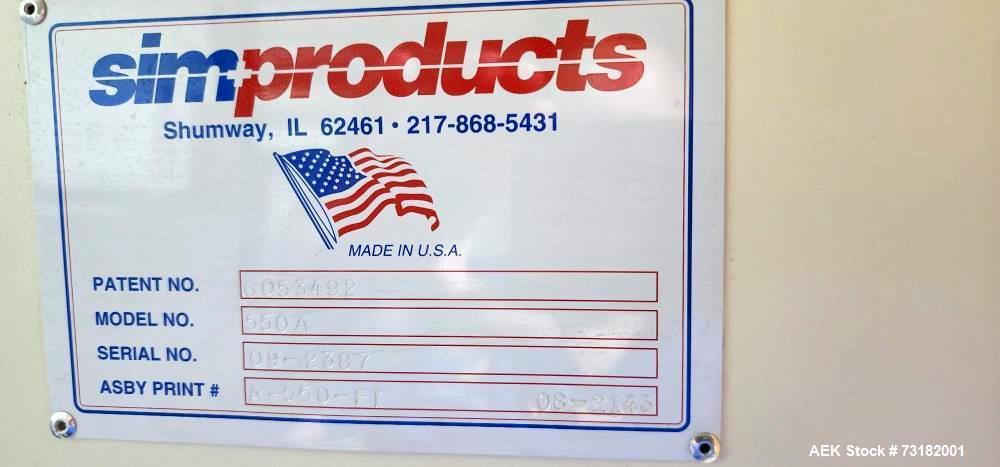 simproducts
Shumway, IL 62461 • 217-868-5431
MADE IN U.S.A.
PATENT NO. 6053492
MODEL NO. 550A
SERIAL NO. 09-2387
ASBY PRINT # A-550-FT 08-2143
AEK Stock # 73182001